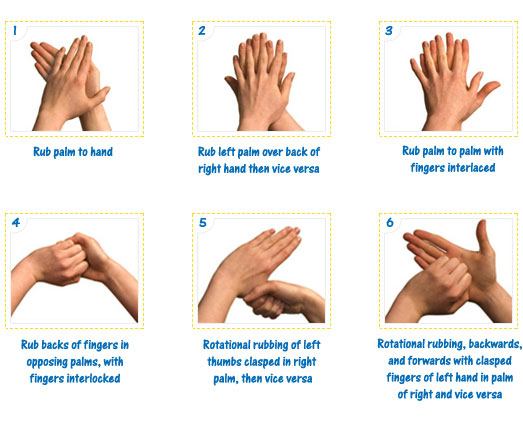 1
Rub palm to hand
2
Rub left palm over back of
right hand then vice versa
3
Rub palm to palm with
fingers interlaced
4
Rub backs of fingers in
opposing palms, with
fingers interlocked
5
Rotational rubbing of left
thumbs clasped in right
palm, then vice versa
6
Rotational rubbing, backwards,
and forwards with clasped
fingers of left hand in palm
of right and vice versa